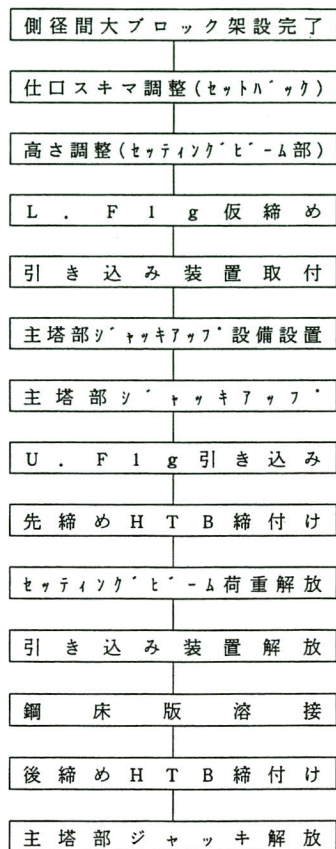 側径間大ブロック架設完了
仕口スキマ調整(セットバック)
高さ調整(セッティングビーム部)
L.Flg仮締め
引き込み装置取付
主塔部ジャッキアップ設備設置
主塔部ジャッキアップ
U.Flg引き込み
先締めHTB締付け
セッティングビーム荷重解放
引き込み装置解放
鋼床版溶接
後締めHTB締付け
主塔部ジャッキ解放